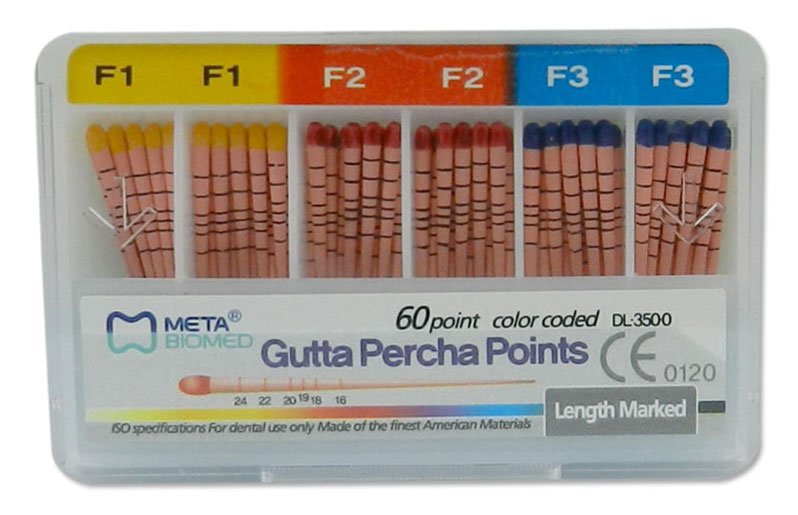 F1 F1 F2 F2 F3 F3
META®
BIOMED
60point color coded DL-3500
Gutta Percha Points
CE 0120
24 22 20 19 18 16
Length Marked
ISO specifications For dental use only Made of the finest American Materials